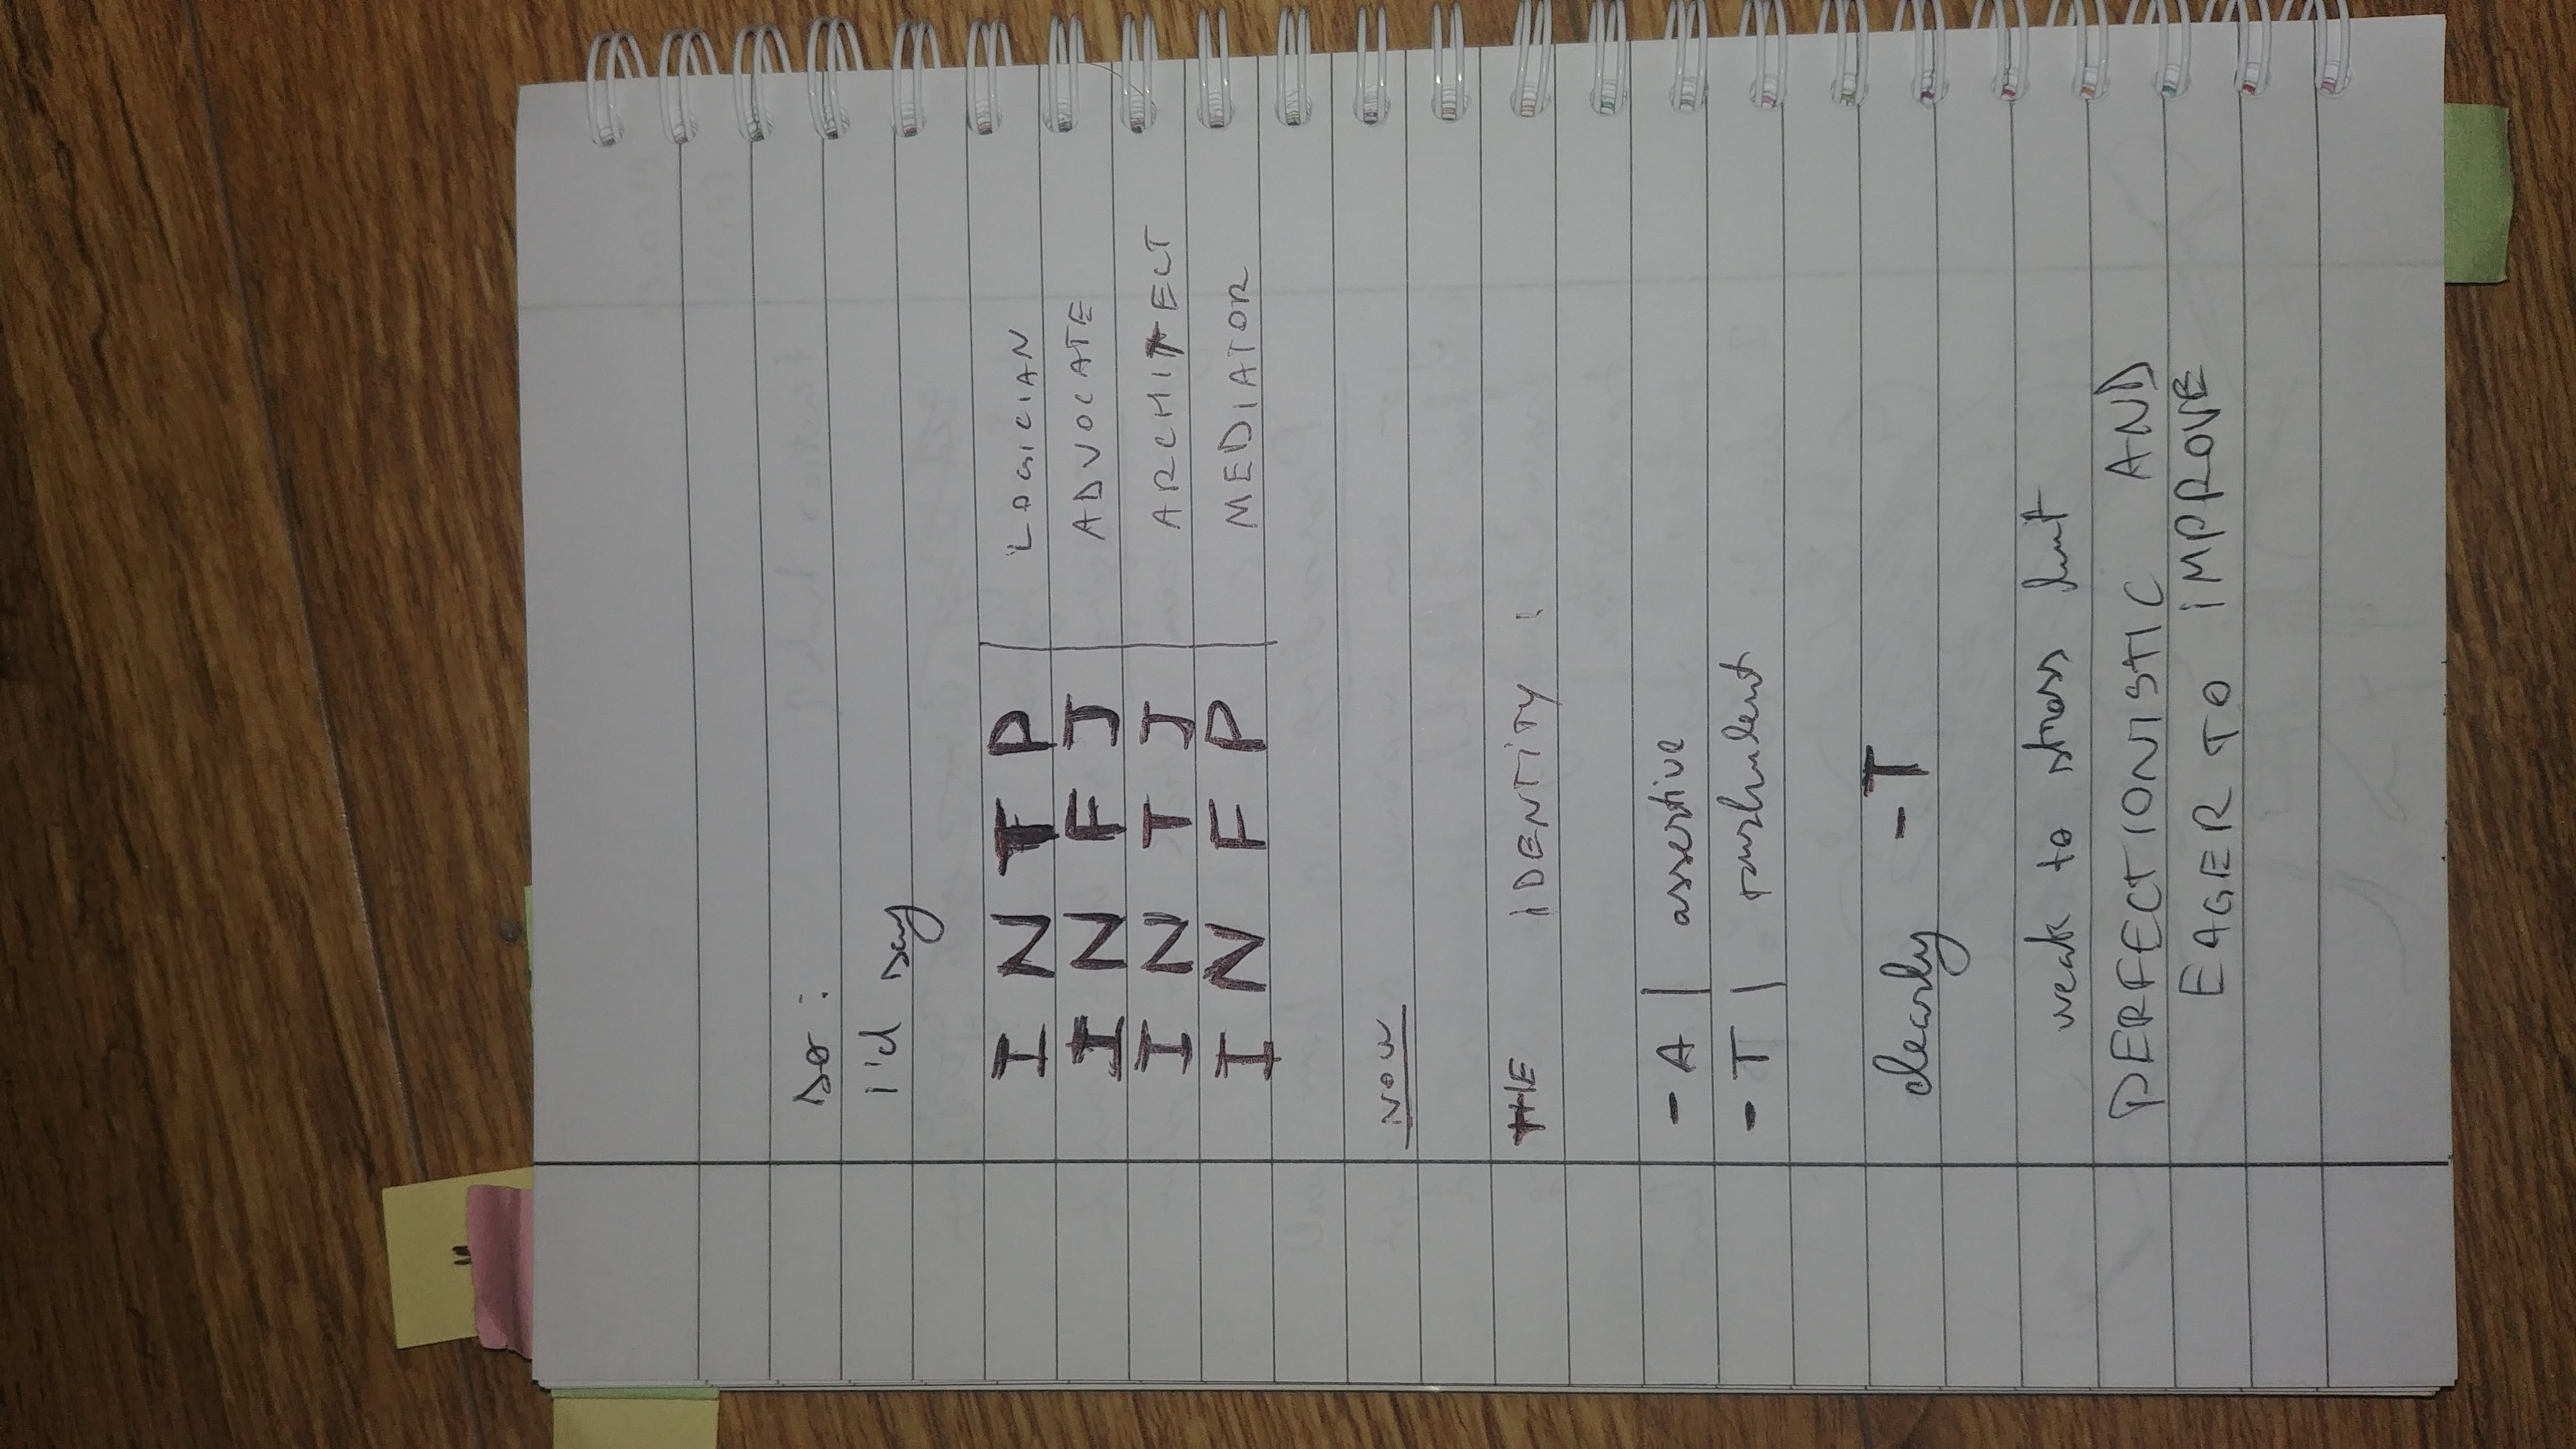 so :
i'd say
INTP | LOGICIAN
INFJ | ADVOCATE
INTJ | ARCHITECT
INFP | MEDIATOR
NOW
THE IDENTITY :
- A | assertive
- T | turbulent
clearly - T
weak to stress but
PERFECTIONISTIC AND
EAGER TO IMPROVE